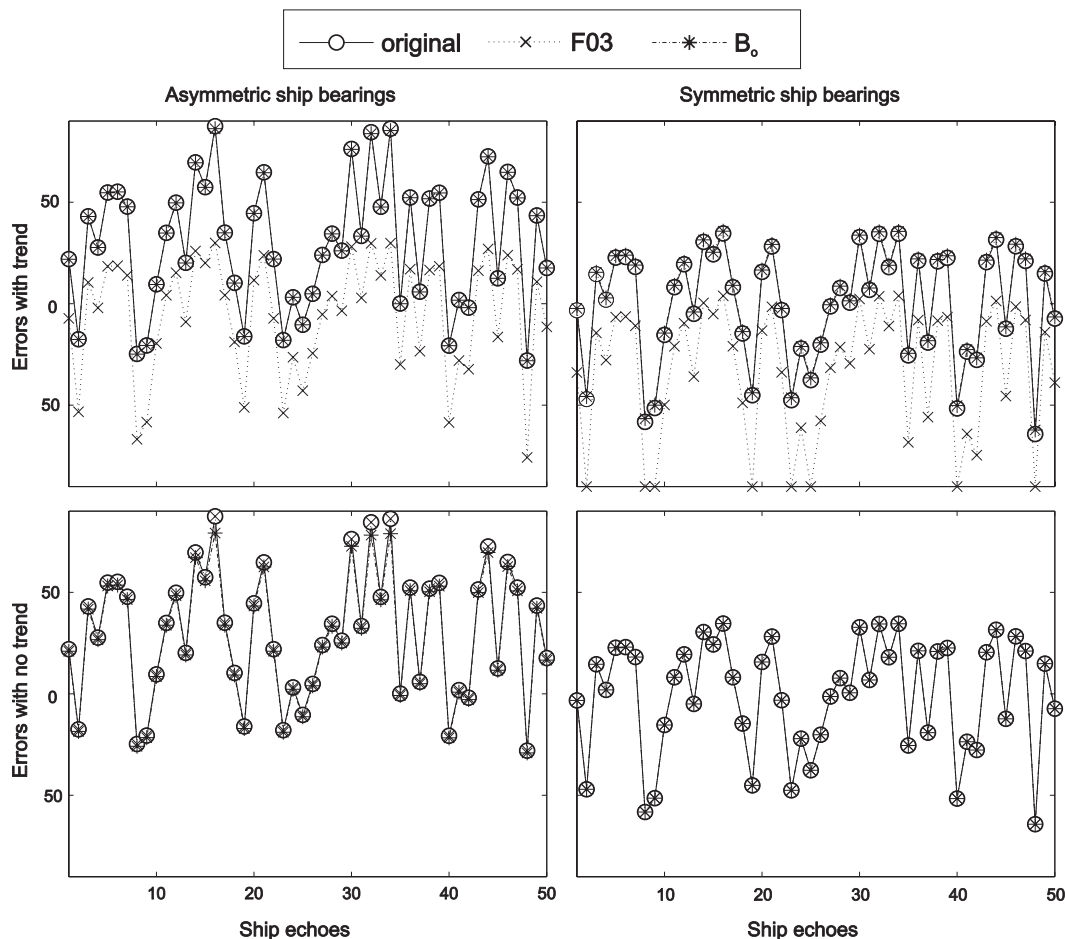 original F03 Bo
Asymmetric ship bearings
Symmetric ship bearings
Errors with trend
50
0
50
Errors with no trend
50
0
50
10 20 30 40 50
10 20 30 40 50
Ship echoes
Ship echoes